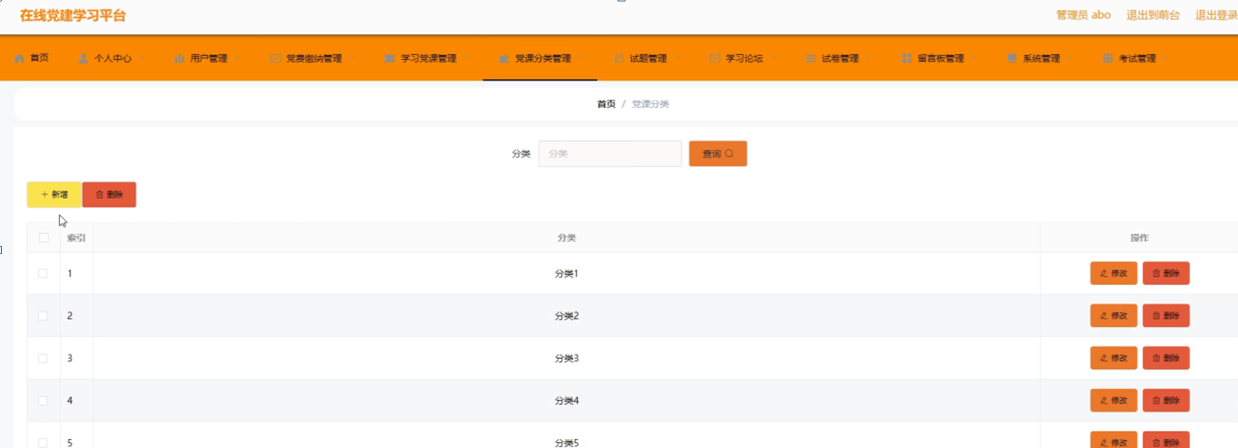 在线党建学习平台 管理员 abo 退出到前台 退出登录
首页 个人中心 用户管理 党费缴纳管理 学习党课管理 党课分类管理 试题管理 学习论坛 试卷管理 留言板管理 系统管理 考试管理
首页 / 党课分类
分类 分类 查询
+ 新增 删除
索引 分类 操作
1 分类1 修改 删除
2 分类2 修改 删除
3 分类3 修改 删除
4 分类4 修改 删除
5 分类5 修改 删除